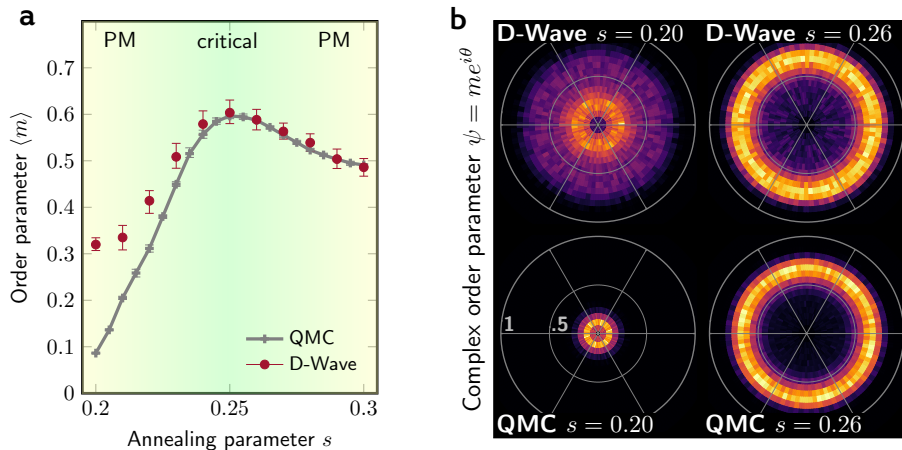 a
PM
critical
PM
Order parameter ⟨m⟩
0.7
0.6
0.5
0.4
0.3
0.2
0.1
0
QMC
D-Wave
0.2
0.25
0.3
Annealing parameter s
b
Complex order parameter ψ = me^{iθ}
D-Wave s = 0.20
D-Wave s = 0.26
1
.5
QMC s = 0.20
QMC s = 0.26